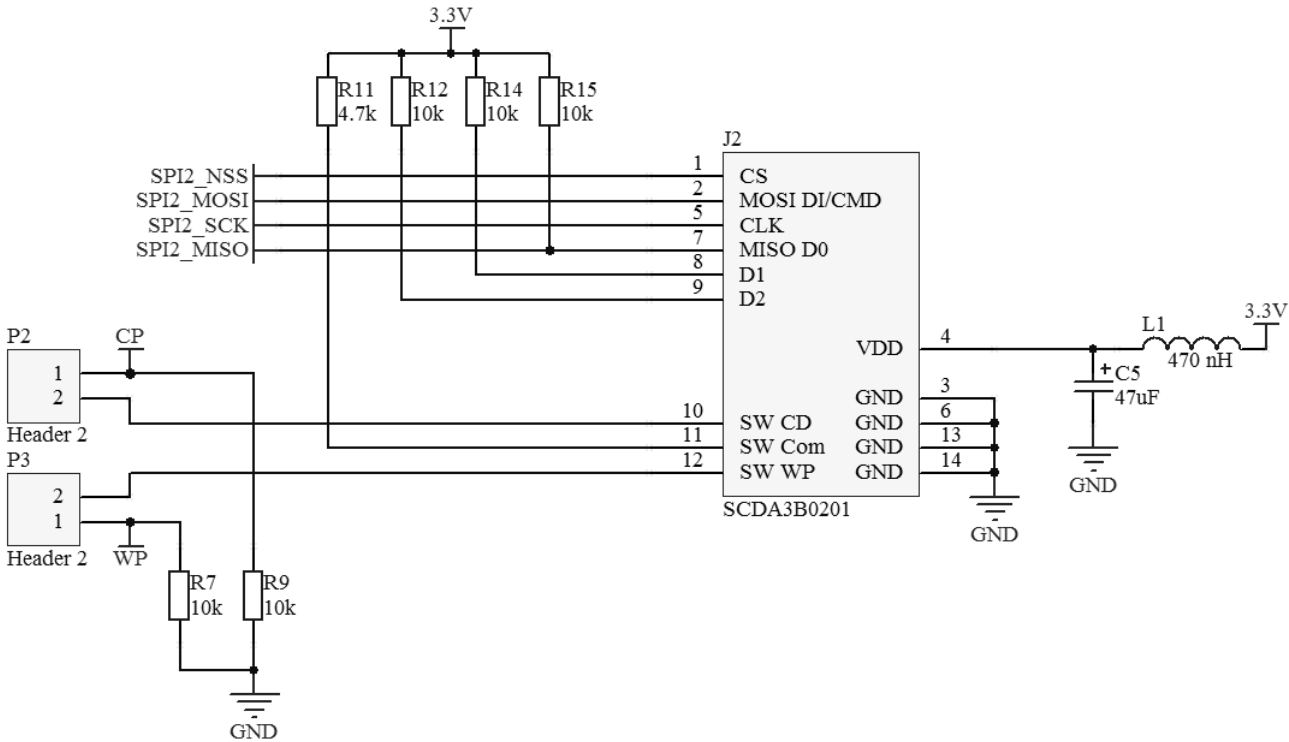 3.3V
R11
4.7k
R12
10k
R14
10k
R15
10k
J2
SPI2_NSS
SPI2_MOSI
SPI2_SCK
SPI2_MISO
1
2
5
7
8
9
CS
MOSI DI/CMD
CLK
MISO D0
D1
D2
VDD
4
L1
470 nH
3.3V
+
C5
47uF
GND
P2
1
2
Header 2
CP
P3
2
1
Header 2
WP
10
11
12
SW CD
SW Com
SW WP
GND
GND
GND
GND
3
6
13
14
GND
SCDA3B0201
R7
10k
R9
10k
GND